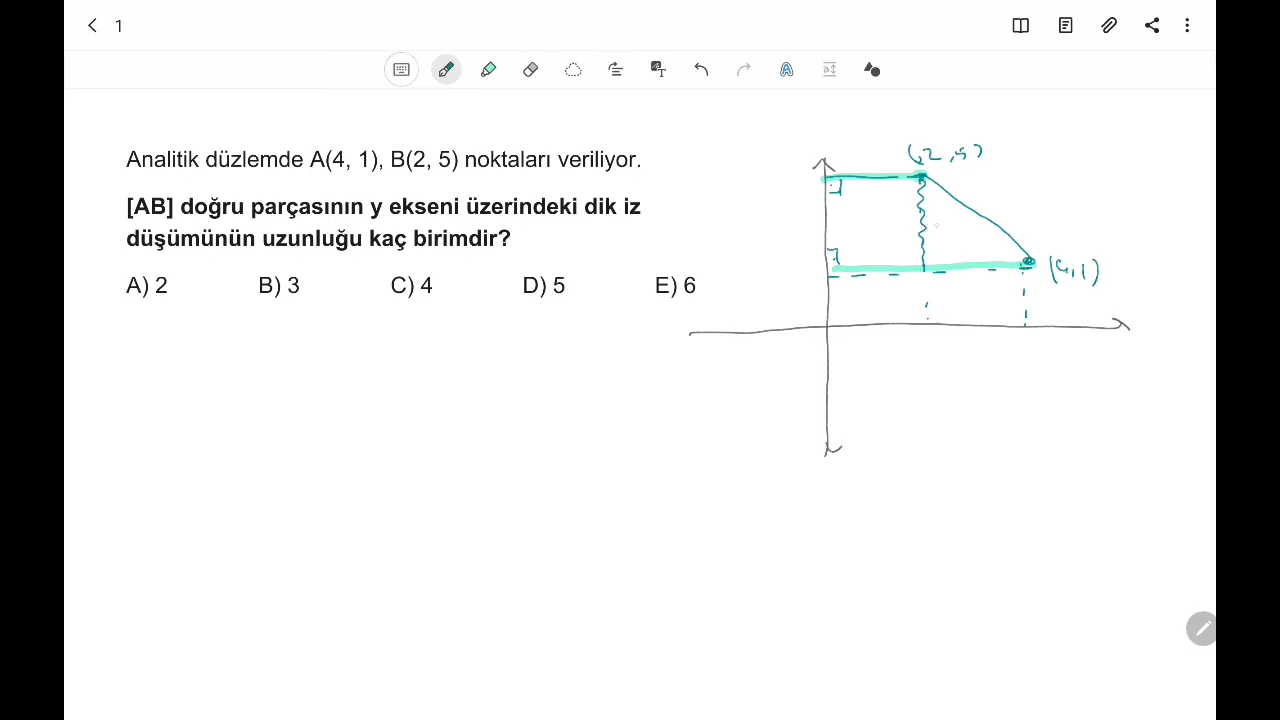 1
Analitik düzlemde A(4, 1), B(2, 5) noktaları veriliyor.
[AB] doğru parçasının y ekseni üzerindeki dik iz
düşümünün uzunluğu kaç birimdir?
A) 2 B) 3 C) 4 D) 5 E) 6
(2,5)
(4,1)